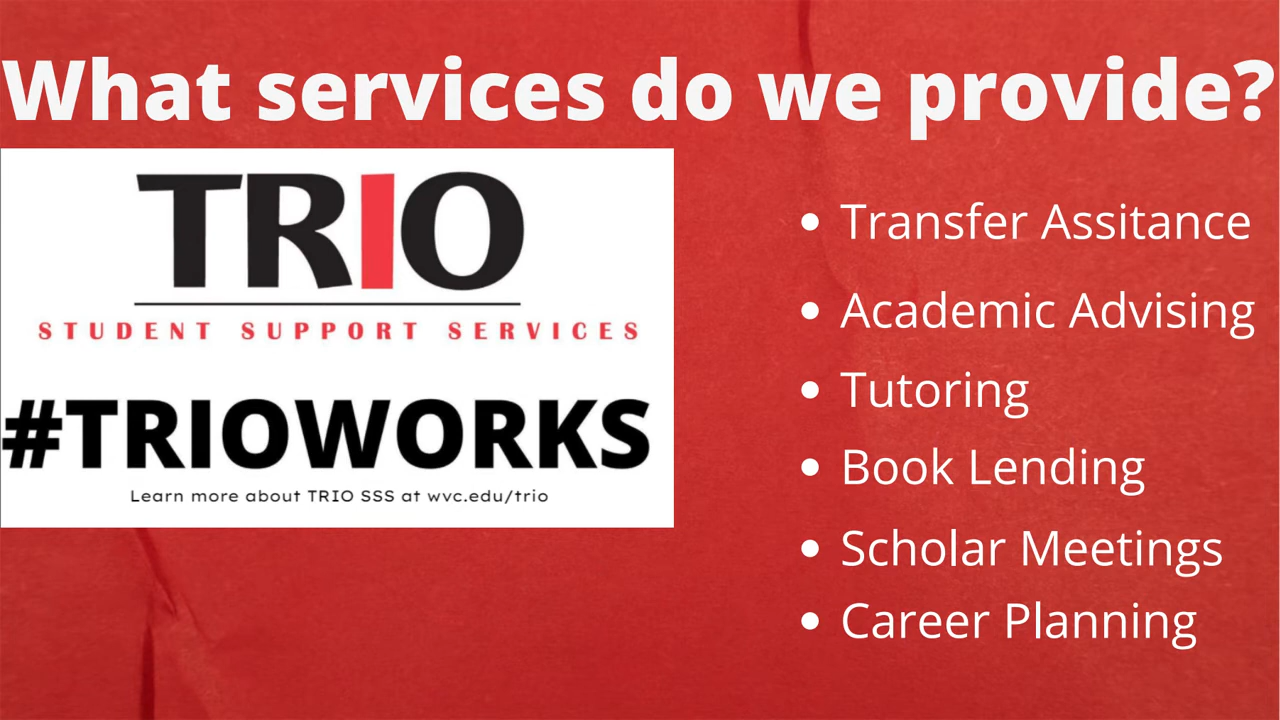 What services do we provide?
TRIO
STUDENT SUPPORT SERVICES
#TRIOWORKS
Learn more about TRIO SSS at wvc.edu/trio
• Transfer Assitance
• Academic Advising
• Tutoring
• Book Lending
• Scholar Meetings
• Career Planning